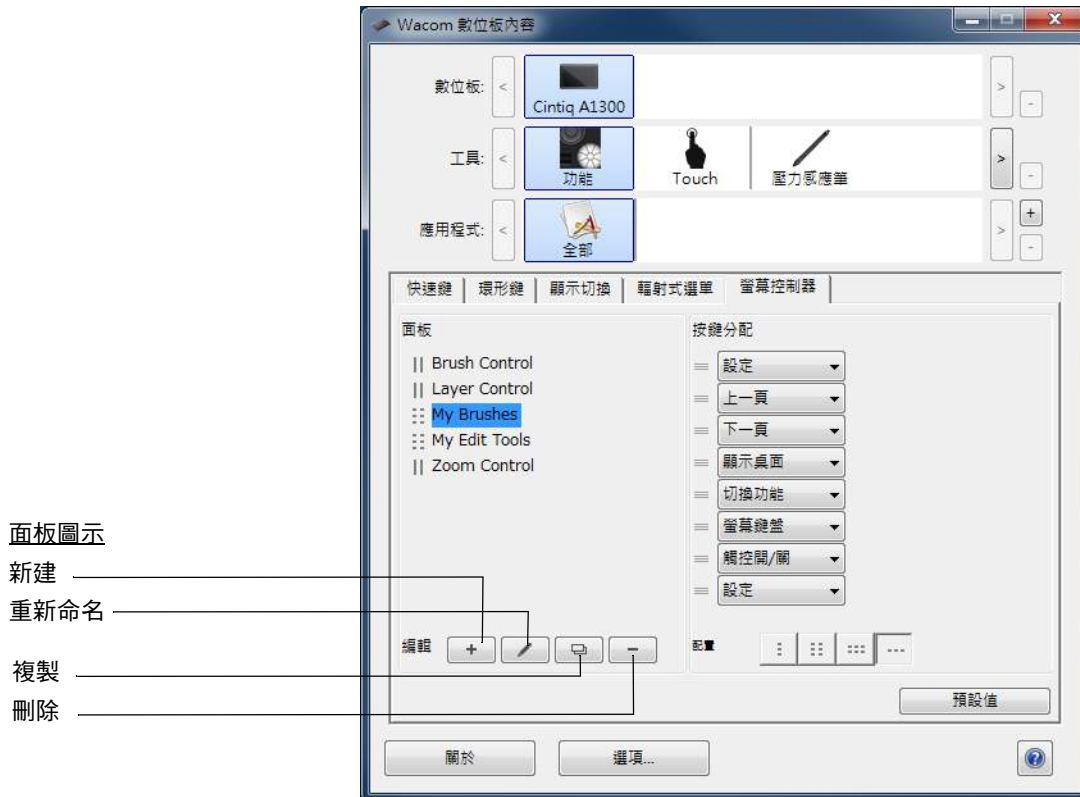 Wacom 數位板內容
數位板:
Cintiq A1300
工具:
功能
Touch
壓力感應筆
應用程式:
全部
快速鍵
環形鍵
顯示切換
輻射式選單
螢幕控制器
面板
Brush Control
Layer Control
My Brushes
My Edit Tools
Zoom Control
按鍵分配
設定
上一頁
下一頁
顯示桌面
切換功能
螢幕鍵盤
觸控開/關
設定
面板圖示
新建
重新命名
複製
刪除
編輯
配置
預設值
關於
選項...